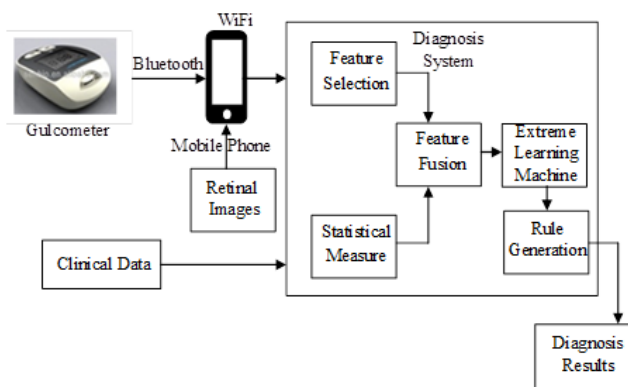 WiFi
Bluetooth
Gulcometer
Mobile Phone
Retinal
Images
Clinical Data
Diagnosis
System
Feature
Selection
Feature
Fusion
Statistical
Measure
Extreme
Learning
Machine
Rule
Generation
Diagnosis
Results